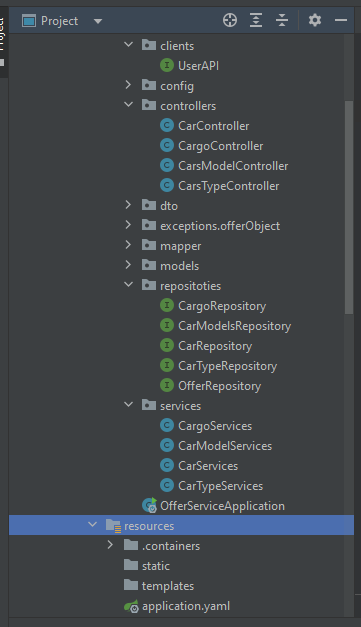 Project
Project
clients
UserAPI
config
controllers
CarController
CargoController
CarsModelController
CarsTypeController
dto
exceptions.offerObject
mapper
models
repositoties
CargoRepository
CarModelsRepository
CarRepository
CarTypeRepository
OfferRepository
services
CargoServices
CarModelServices
CarServices
CarTypeServices
OfferServiceApplication
resources
.containers
static
templates
application.yaml